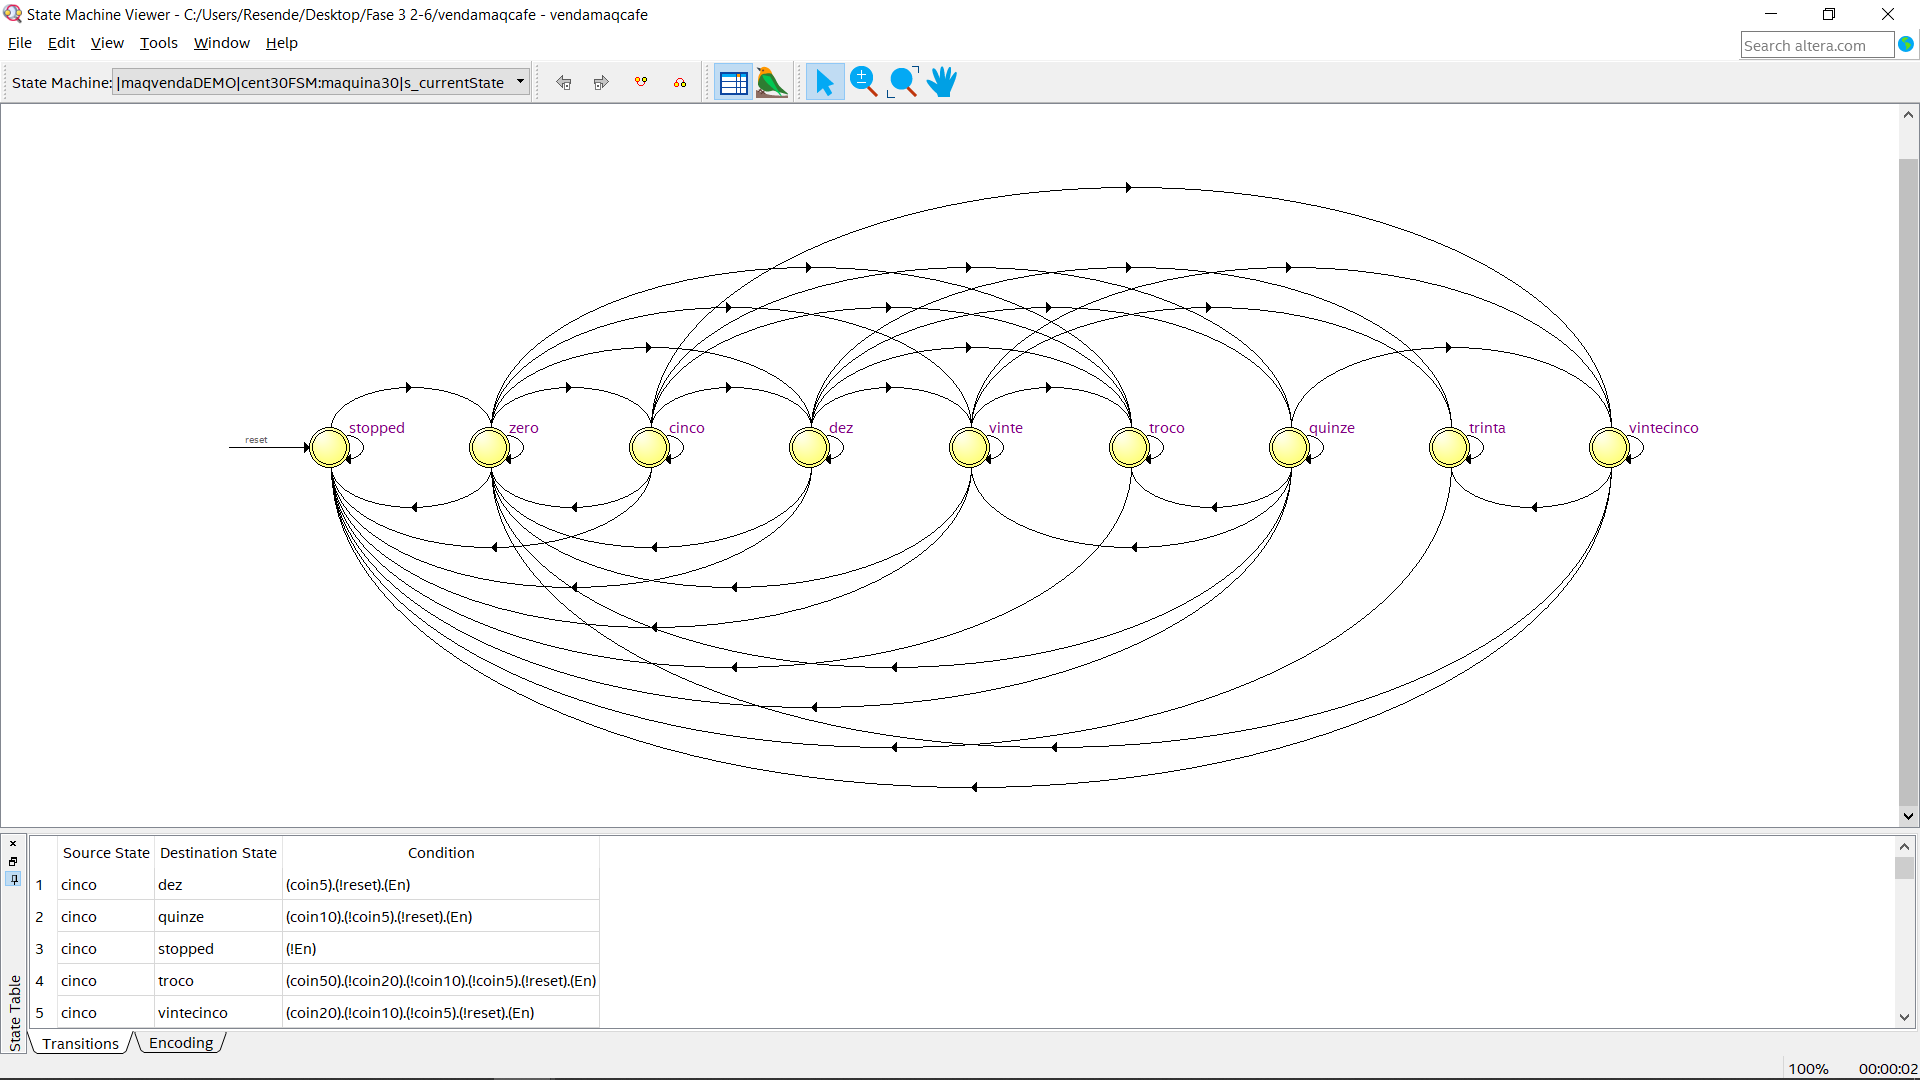 State Machine Viewer - C:/Users/Resende/Desktop/Fase 3 2-6/vendamaqcafe - vendamaqcafe
File Edit View Tools Window Help
Search altera.com
State Machine: |maqvendaDEMO|cent30FSM:maquina30|s_currentState
reset
stopped zero cinco dez vinte troco quinze trinta vintecinco
State Table
Source State Destination State Condition
1 cinco dez (coin5).(!reset).(En)
2 cinco quinze (coin10).(!coin5).(!reset).(En)
3 cinco stopped (!En)
4 cinco troco (coin50).(!coin20).(!coin10).(!coin5).(!reset).(En)
5 cinco vintecinco (coin20).(!coin10).(!coin5).(!reset).(En)
Transitions Encoding
100% 00:00:02